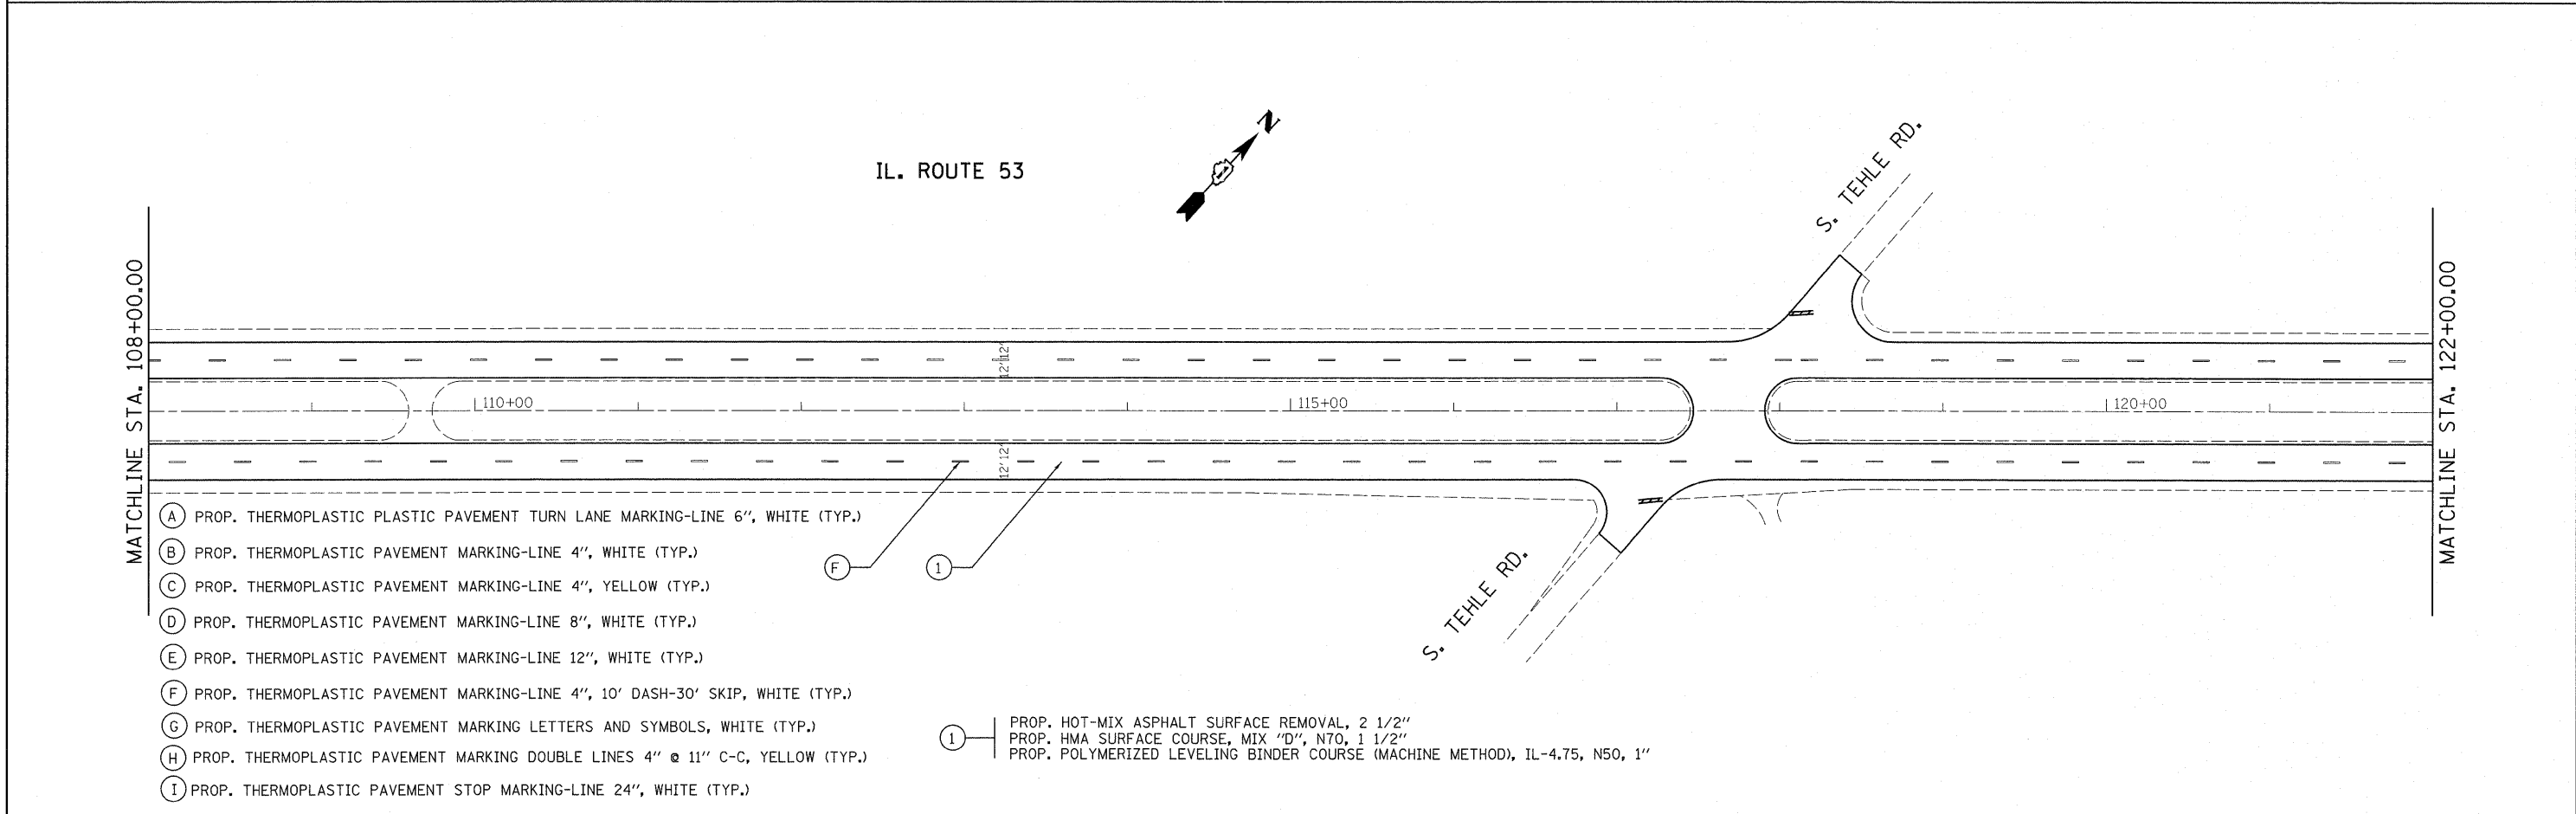 IL. ROUTE 53
N
S. TEHLE RD.
MATCHLINE STA. 108+00.00
MATCHLINE STA. 122+00.00
12' 12'
110+00
115+00
120+00
12' 12'
A PROP. THERMOPLASTIC PLASTIC PAVEMENT TURN LANE MARKING-LINE 6", WHITE (TYP.)
B PROP. THERMOPLASTIC PAVEMENT MARKING-LINE 4", WHITE (TYP.)
F
1
C PROP. THERMOPLASTIC PAVEMENT MARKING-LINE 4", YELLOW (TYP.)
D PROP. THERMOPLASTIC PAVEMENT MARKING-LINE 8", WHITE (TYP.)
S. TEHLE RD.
E PROP. THERMOPLASTIC PAVEMENT MARKING-LINE 12", WHITE (TYP.)
F PROP. THERMOPLASTIC PAVEMENT MARKING-LINE 4", 10' DASH-30' SKIP, WHITE (TYP.)
G PROP. THERMOPLASTIC PAVEMENT MARKING LETTERS AND SYMBOLS, WHITE (TYP.)
H PROP. THERMOPLASTIC PAVEMENT MARKING DOUBLE LINES 4" @ 11" C-C, YELLOW (TYP.)
I PROP. THERMOPLASTIC PAVEMENT STOP MARKING-LINE 24", WHITE (TYP.)
1
PROP. HOT-MIX ASPHALT SURFACE REMOVAL, 2 1/2"
PROP. HMA SURFACE COURSE, MIX "D", N70, 1 1/2"
PROP. POLYMERIZED LEVELING BINDER COURSE (MACHINE METHOD), IL-4.75, N50, 1"